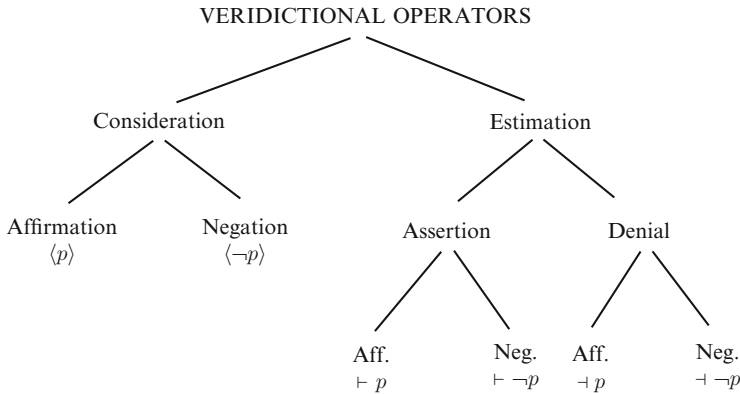 VERIDICTIONAL OPERATORS
Consideration Estimation
Affirmation Negation Assertion Denial
⟨p⟩ ⟨¬p⟩
Aff. Neg. Aff. Neg.
⊢ p ⊢ ¬p ⊣ p ⊣ ¬p